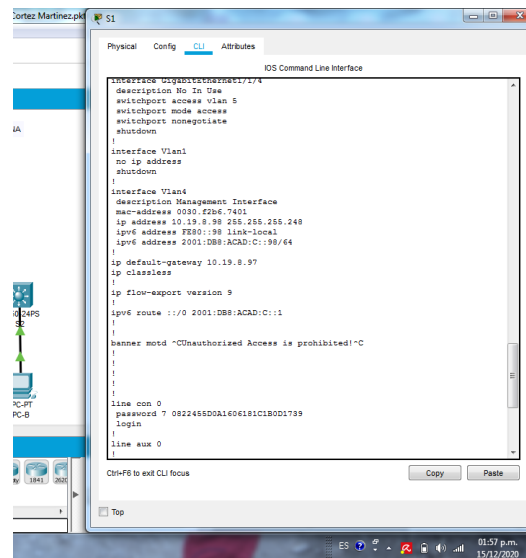 Cortez Martinez.pkt
S1
Physical Config CLI Attributes
IOS Command Line Interface
interface GigabitEthernet1/1/4
description No In Use
switchport access vlan 5
switchport mode access
switchport nonegotiate
shutdown
!
interface Vlan1
no ip address
shutdown
!
interface Vlan4
description Management Interface
mac-address 0030.f2b6.7401
ip address 10.19.8.98 255.255.255.248
ipv6 address FE80::98 link-local
ipv6 address 2001:DB8:ACAD:C::98/64
!
ip default-gateway 10.19.8.97
ip classless
!
ip flow-export version 9
!
ipv6 route ::/0 2001:DB8:ACAD:C::1
!
!
banner motd ^CUnauthorized Access is prohibited!^C
!
!
!
!
!
line con 0
password 7 0822455D0A1606181C1B0D1739
login
!
line aux 0
!
Ctrl+F6 to exit CLI focus
Copy Paste
Top
NA
24PS
S2
PC-PT
PC-B
1841
ES
01:57 p.m.
15/12/2020